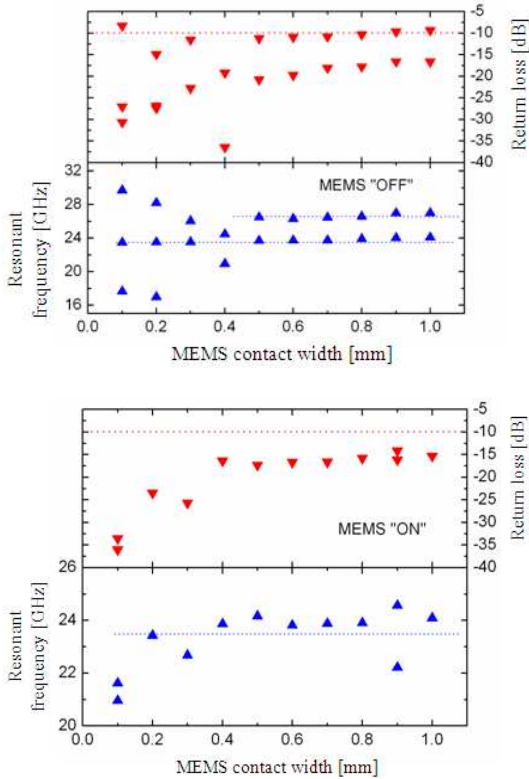 -5
-10
-15
-20
-25
-30
-35
-40
Return loss [dB]
MEMS "OFF"
32
28
24
20
16
Resonant
frequency [GHz]
0.0 0.2 0.4 0.6 0.8 1.0
MEMS contact width [mm]
-5
-10
-15
-20
-25
-30
-35
-40
Return loss [dB]
MEMS "ON"
26
24
22
20
Resonant
frequency [GHz]
0.0 0.2 0.4 0.6 0.8 1.0
MEMS contact width [mm]